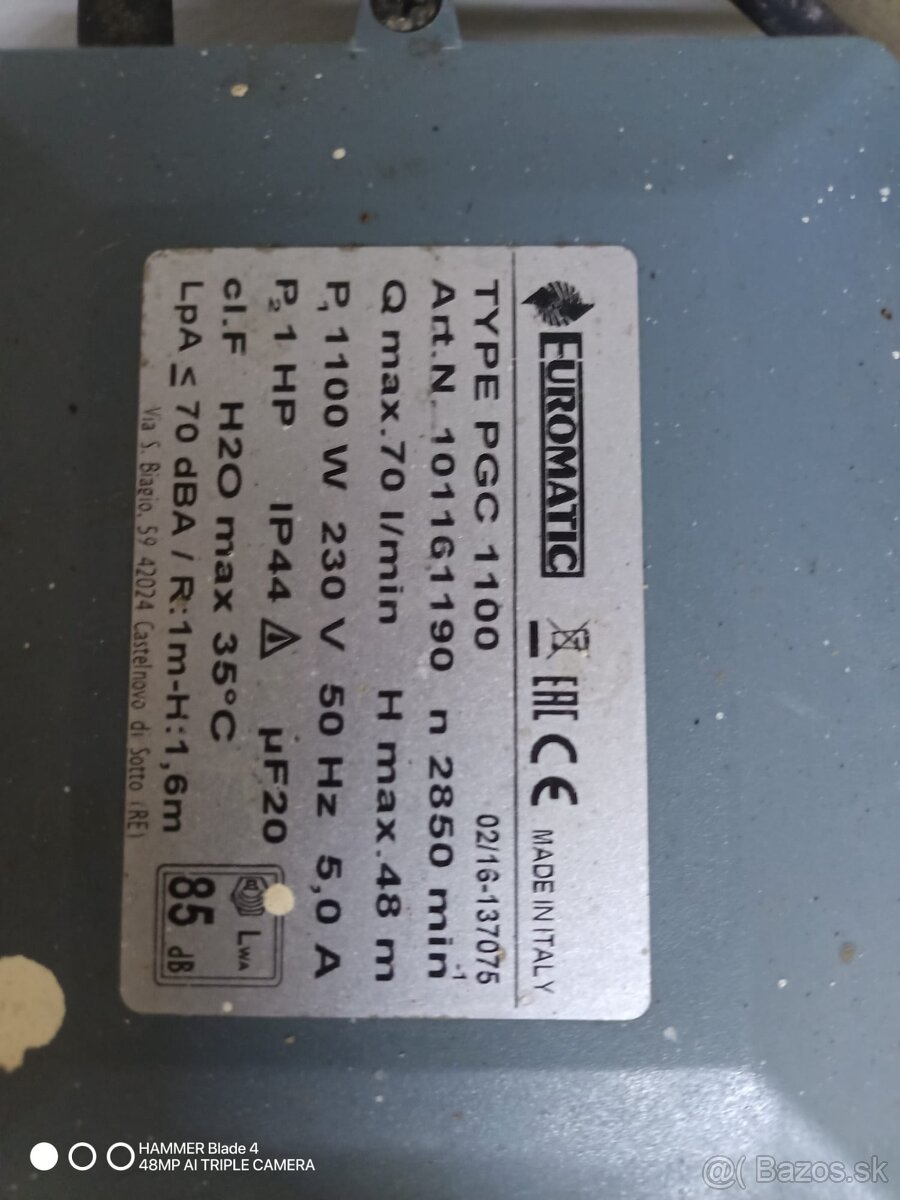 EUROMATIC EAC CE MADE IN ITALY
TYPE PGC 1100 02/16-137075
Art.N. 101161190 n 2850 min-1
Q max.70 l/min H max.48 m
P1 1100 W 230 V 50 Hz 5,0 A
P2 1 HP IP44 µF20
cl.F H2O max 35°C
LpA ≤ 70 dBA / R:1m-H:1,6m
LWA
85 dB
Via S. Biagio, 59 42024 Castelnovo di Sotto (RE)
HAMMER Blade 4
48MP AI TRIPLE CAMERA
@( Bazos.sk